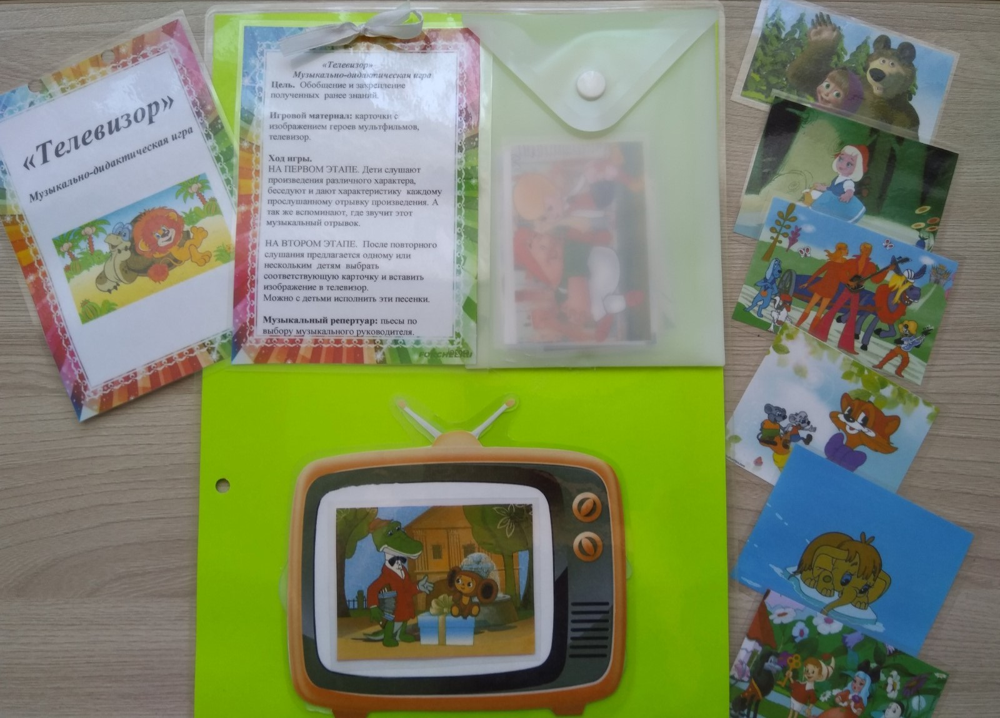 «Телевизор»
Музыкально-дидактическая игра
«Телевизор»
Музыкально-дидактическая игра
Цель. Обобщение и закрепление
полученных ранее знаний.
Игровой материал: карточки с
изображением героев мультфильмов,
телевизор.
Ход игры.
НА ПЕРВОМ ЭТАПЕ. Дети слушают
произведения различного характера,
беседуют и дают характеристику каждому
прослушанному отрывку произведения. А
так же вспоминают, где звучит этот
музыкальный отрывок.
НА ВТОРОМ ЭТАПЕ. После повторного
слушания предлагается одному или
нескольким детям выбрать
соответствующую карточку и вставить
изображение в телевизор.
Можно с детьми исполнить эти песенки.
Музыкальный репертуар: пьесы по
выбору музыкального руководителя.